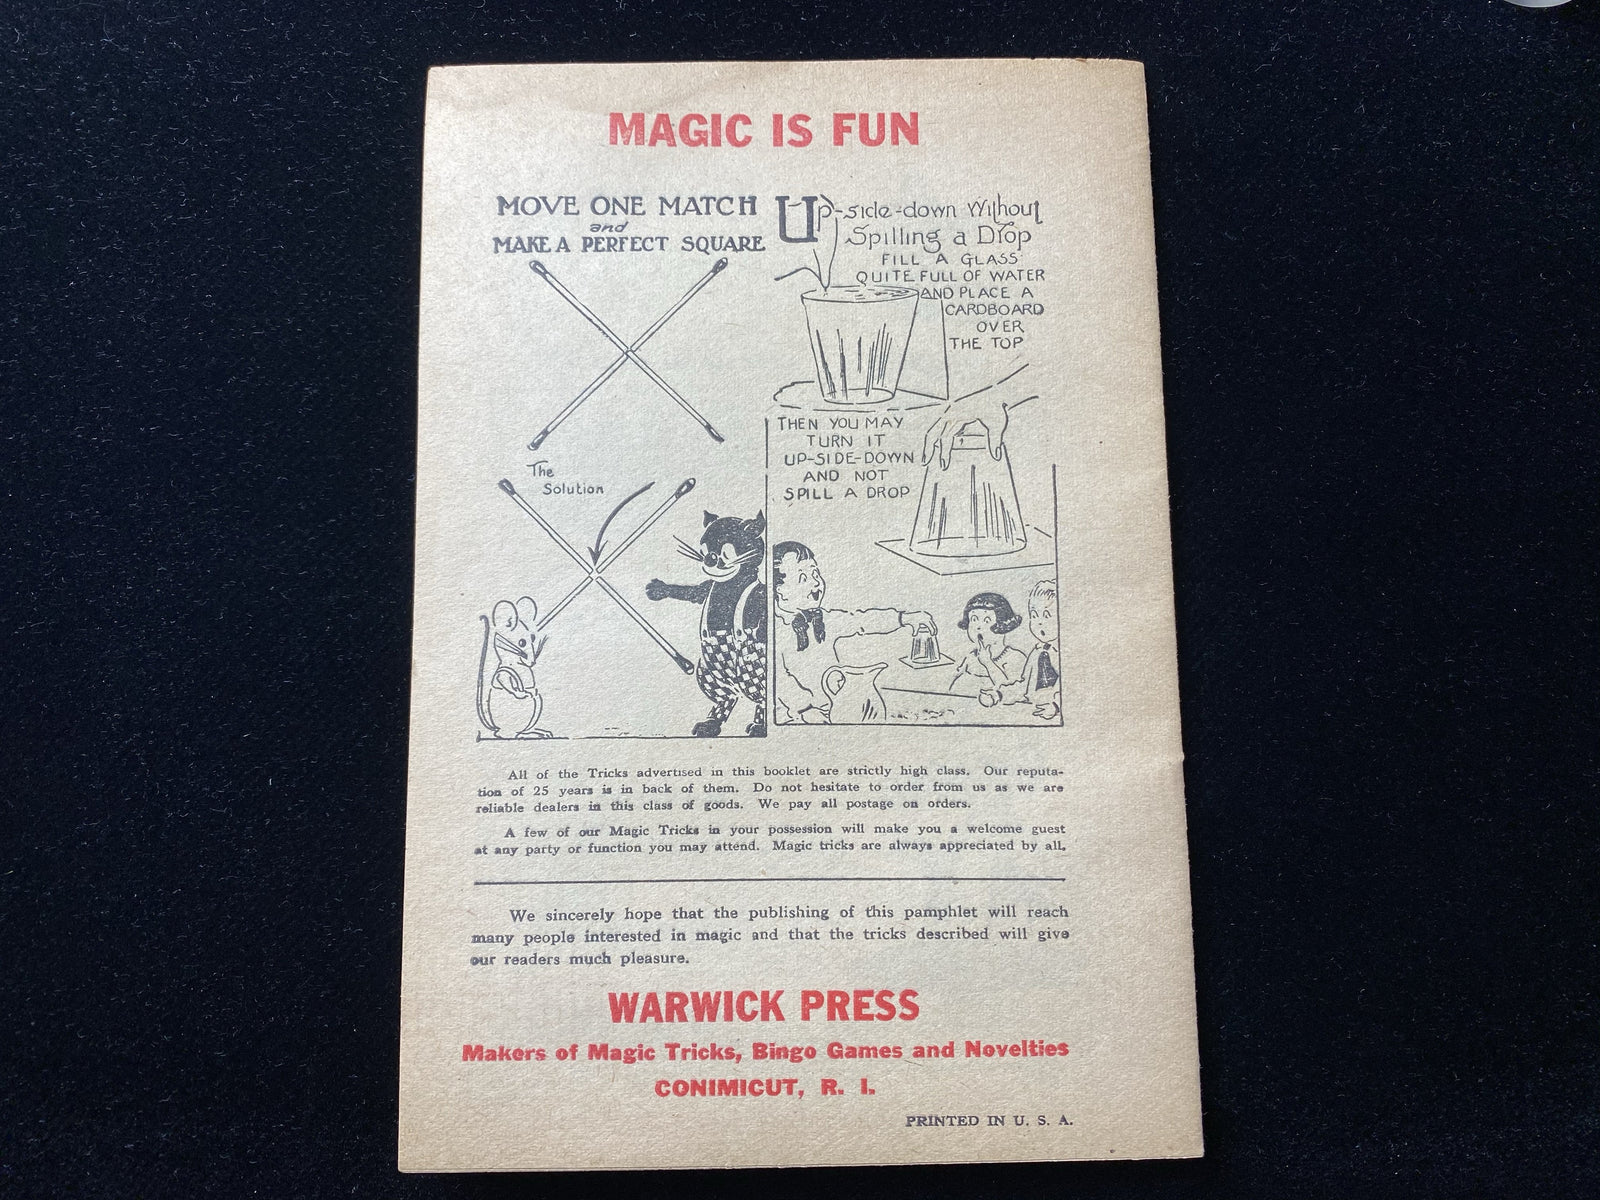 MAGIC IS FUN
MOVE ONE MATCH
and
MAKE A PERFECT SQUARE
The
Solution
Up-side-down Without
Spilling a Drop
FILL A GLASS
QUITE FULL OF WATER
AND PLACE A
CARDBOARD
OVER
THE TOP
THEN YOU MAY
TURN IT
UP-SIDE-DOWN
AND NOT
SPILL A DROP
All of the Tricks advertised in this booklet are strictly high class. Our reputa-
tion of 25 years is in back of them. Do not hesitate to order from us as we are
reliable dealers in this class of goods. We pay all postage on orders.
A few of our Magic Tricks in your possession will make you a welcome guest
at any party or function you may attend. Magic tricks are always appreciated by all.
We sincerely hope that the publishing of this pamphlet will reach
many people interested in magic and that the tricks described will give
our readers much pleasure.
WARWICK PRESS
Makers of Magic Tricks, Bingo Games and Novelties
CONIMICUT, R. I.
PRINTED IN U. S. A.